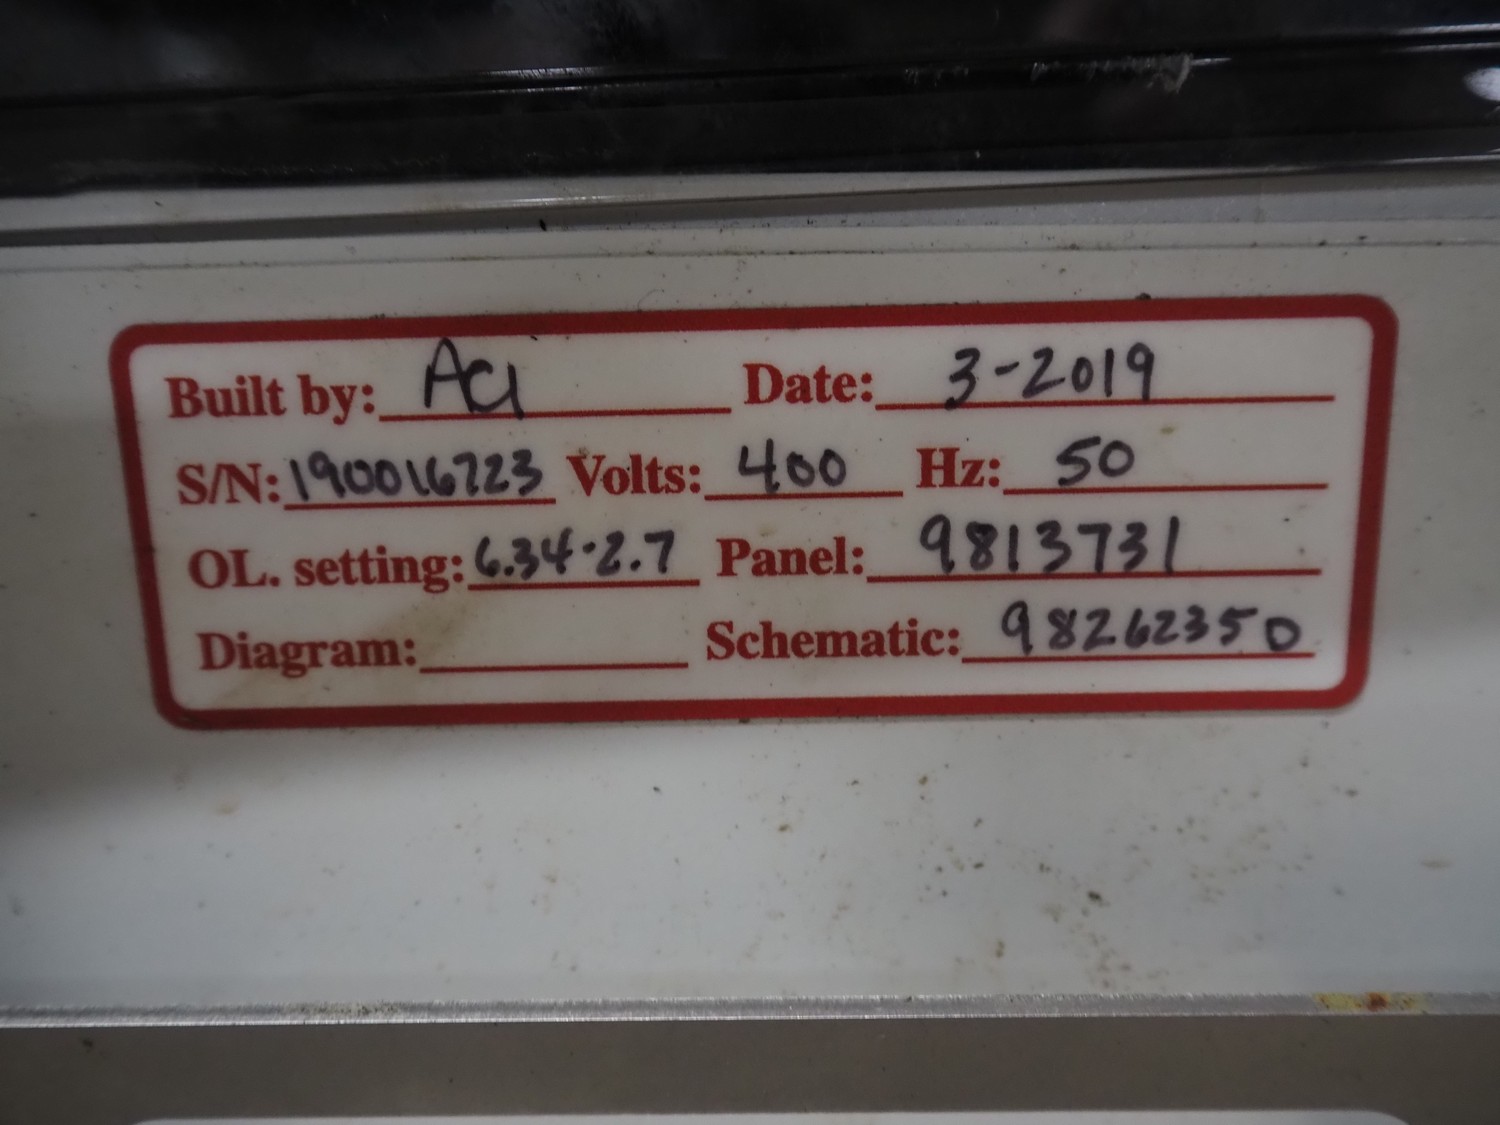 Built by: ACI Date: 3-2019
S/N: 190016723 Volts: 400 Hz: 50
OL. setting: 6.34-2.7 Panel: 9813731
Diagram: Schematic: 98262350